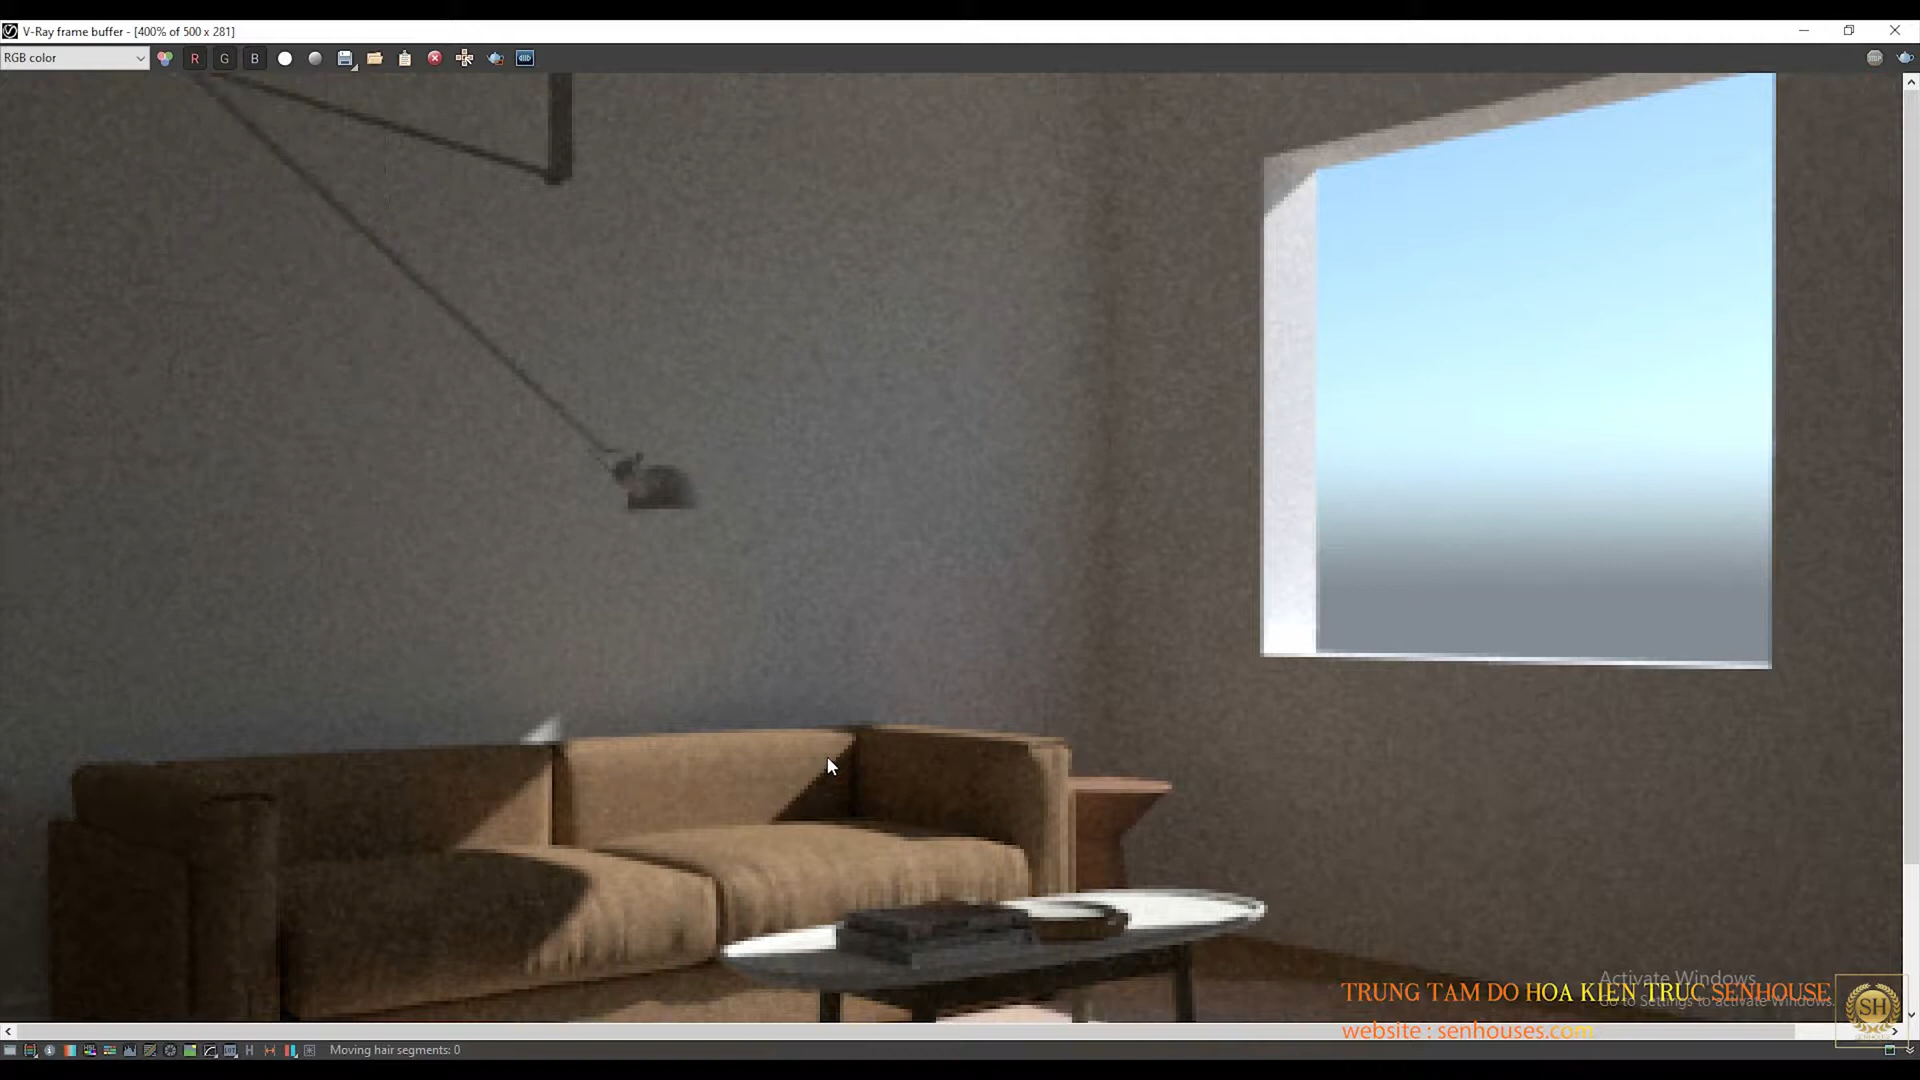 V-Ray frame buffer - [400% of 500 x 281]
RGB color
R
G
B
Activate Windows
Go to Settings to activate Windows.
TRUNG TAM DO HOA KIEN TRUC SENHOUSE
SH
website : senhouses.com
H
Moving hair segments: 0